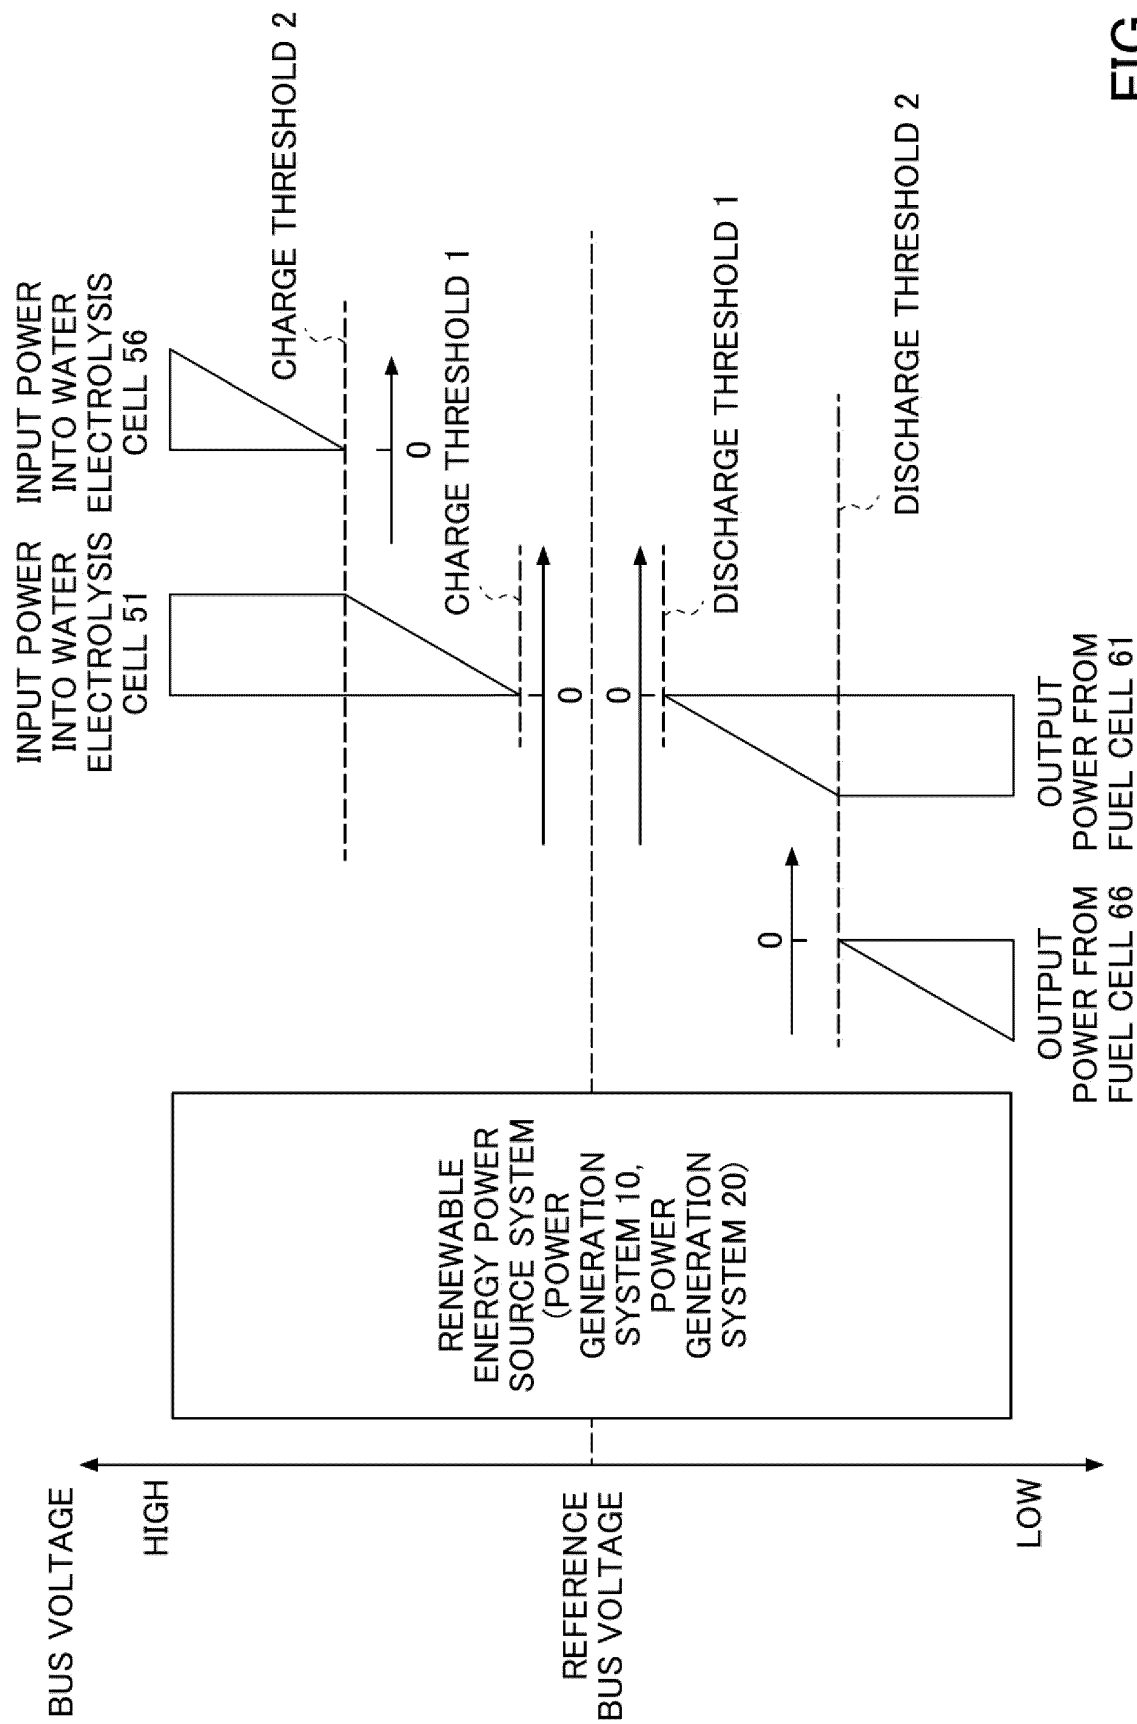 BUS VOLTAGE
HIGH
REFERENCE
BUS VOLTAGE
LOW
RENEWABLE
ENERGY POWER
SOURCE SYSTEM
(POWER
GENERATION
SYSTEM 10,
POWER
GENERATION
SYSTEM 20)
INPUT POWER
INTO WATER
ELECTROLYSIS
CELL 51
INPUT POWER
INTO WATER
ELECTROLYSIS
CELL 56
CHARGE THRESHOLD 2
0
CHARGE THRESHOLD 1
0
0
DISCHARGE THRESHOLD 1
0
DISCHARGE THRESHOLD 2
OUTPUT
POWER FROM
FUEL CELL 66
OUTPUT
POWER FROM
FUEL CELL 61
FIG